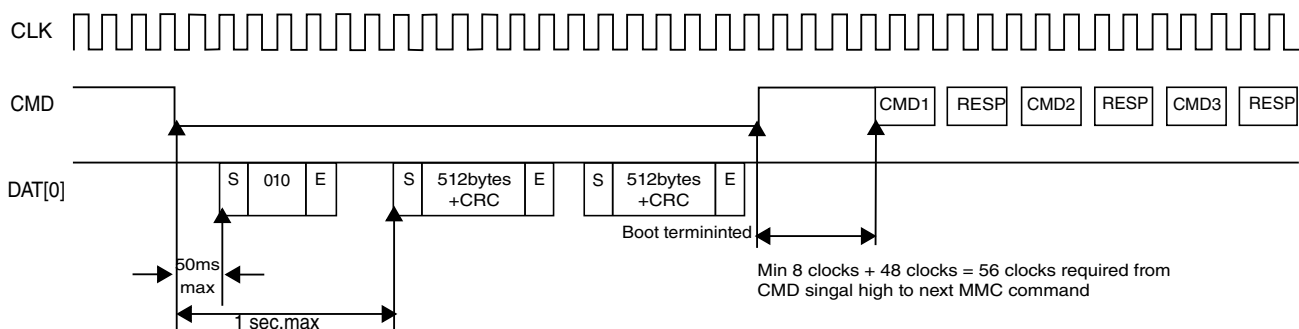 CLK
CMD
CMD1 RESP CMD2 RESP CMD3 RESP
DAT[0]
S 010 E S 512bytes E S 512bytes E
+CRC +CRC
Boot termininted
50ms
max
Min 8 clocks + 48 clocks = 56 clocks required from
CMD singal high to next MMC command
1 sec.max